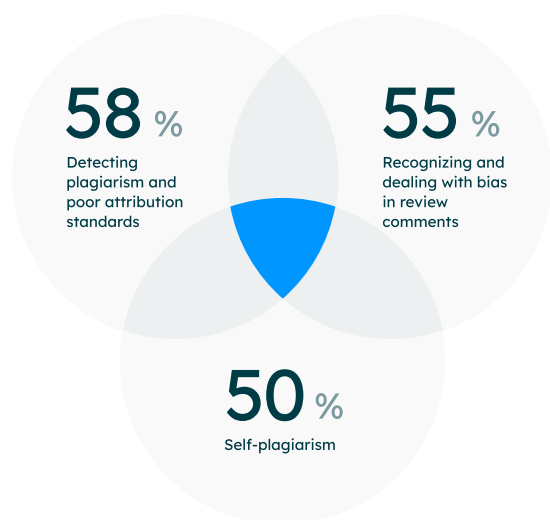 58 %
Detecting
plagiarism and
poor attribution
standards
55 %
Recognizing and
dealing with bias
in review
comments
50 %
Self-plagiarism